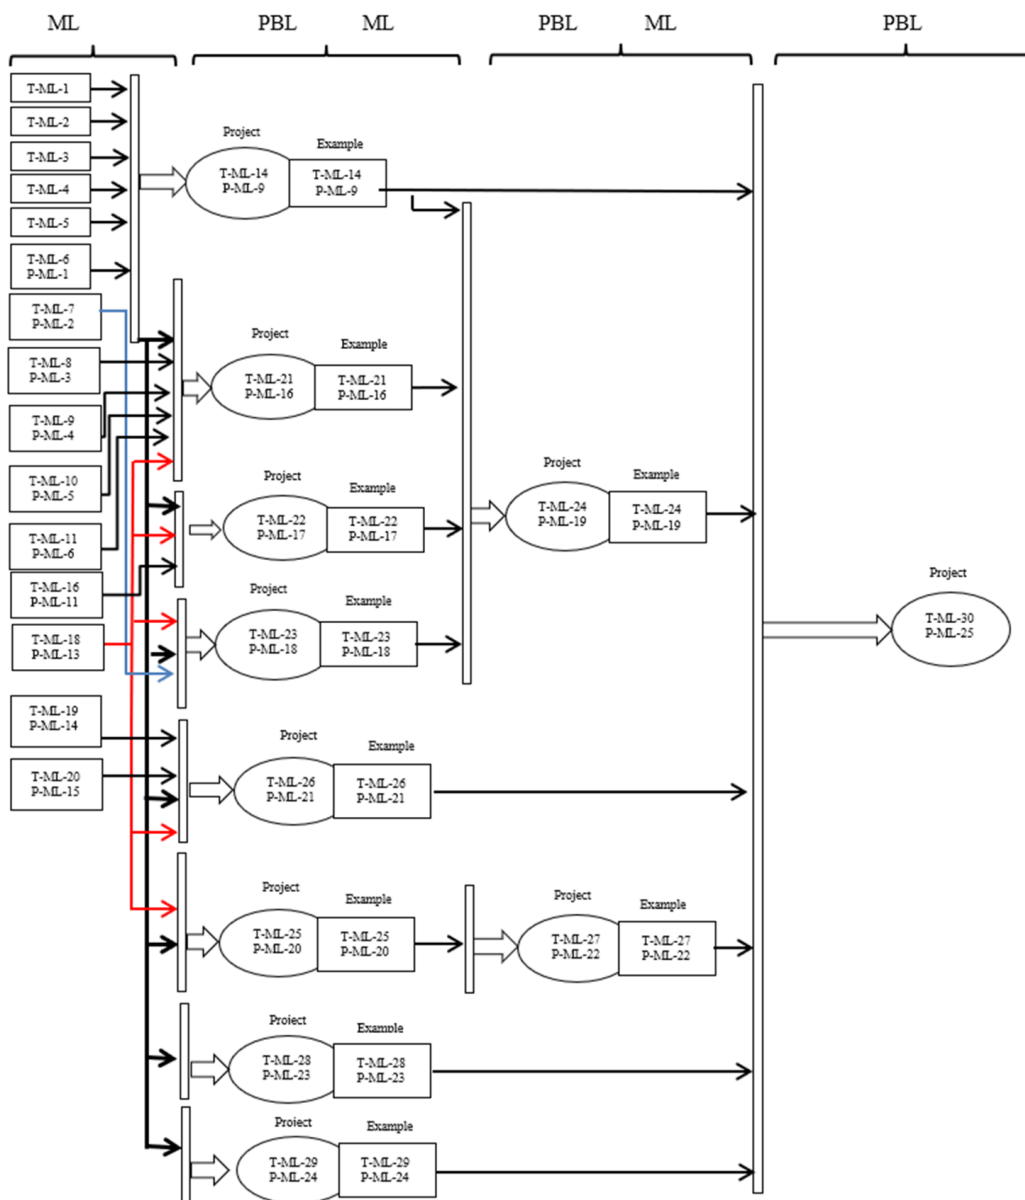 ML
PBL ML
PBL ML
PBL
T-ML-1
T-ML-2
T-ML-3
T-ML-4
T-ML-5
T-ML-6
P-ML-1
T-ML-7
P-ML-2
T-ML-8
P-ML-3
T-ML-9
P-ML-4
T-ML-10
P-ML-5
T-ML-11
P-ML-6
T-ML-16
P-ML-11
T-ML-18
P-ML-13
T-ML-19
P-ML-14
T-ML-20
P-ML-15
Project
T-ML-14
P-ML-9
Example
T-ML-14
P-ML-9
Project
T-ML-21
P-ML-16
Example
T-ML-21
P-ML-16
Project
T-ML-22
P-ML-17
Example
T-ML-22
P-ML-17
Project
T-ML-23
P-ML-18
Example
T-ML-23
P-ML-18
Project
T-ML-26
P-ML-21
Example
T-ML-26
P-ML-21
Project
T-ML-25
P-ML-20
Example
T-ML-25
P-ML-20
Project
T-ML-28
P-ML-23
Example
T-ML-28
P-ML-23
Project
T-ML-29
P-ML-24
Example
T-ML-29
P-ML-24
Project
T-ML-24
P-ML-19
Example
T-ML-24
P-ML-19
Project
T-ML-27
P-ML-22
Example
T-ML-27
P-ML-22
Project
T-ML-30
P-ML-25